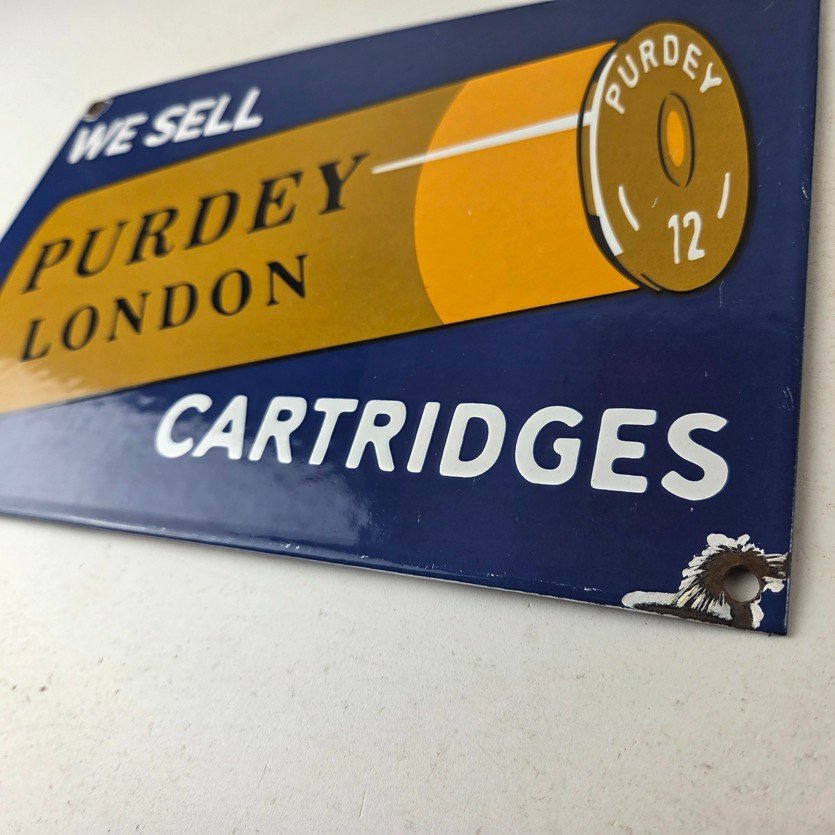 WE SELL
PURDEY
LONDON
PURDEY
12
CARTRIDGES